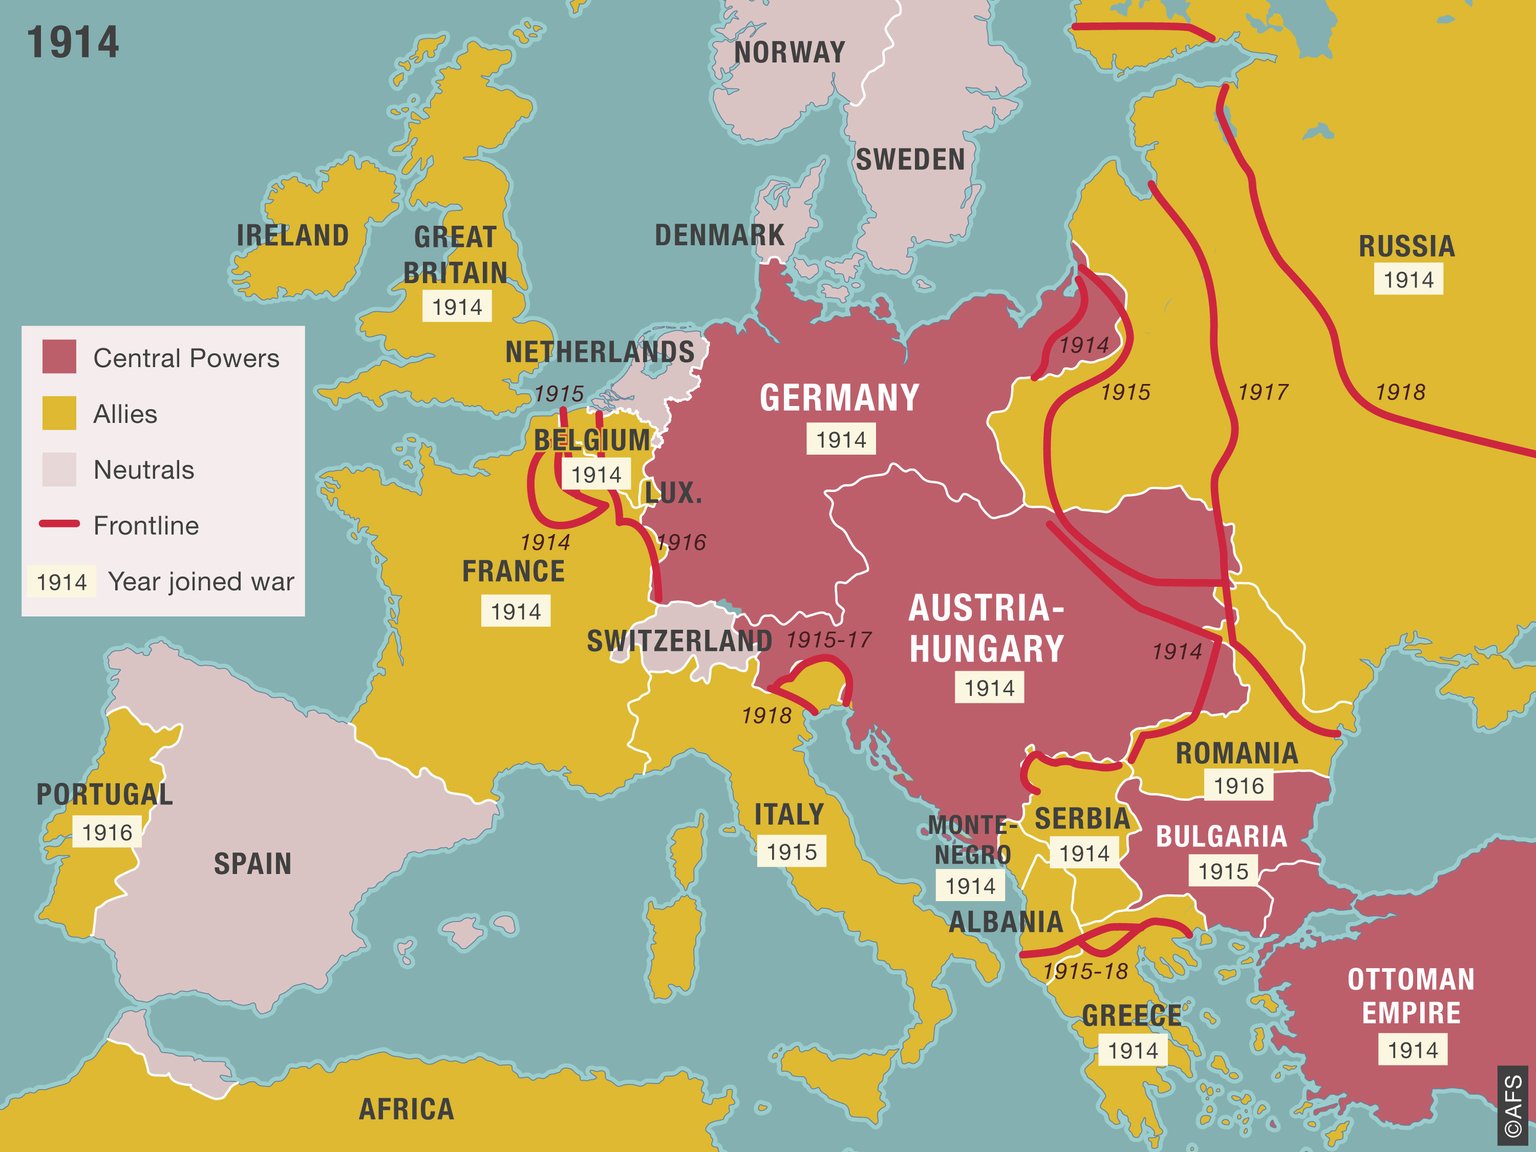 1914
NORWAY
SWEDEN
DENMARK
IRELAND
GREAT
BRITAIN
1914
RUSSIA
1914
Central Powers
Allies
Neutrals
Frontline
1914 Year joined war
NETHERLANDS
1915
BELGIUM
1914
LUX.
1914
1916
FRANCE
1914
GERMANY
1914
1914
1915
1917
1918
SWITZERLAND
1915-17
1918
AUSTRIA-
HUNGARY
1914
1914
ROMANIA
1916
PORTUGAL
1916
SPAIN
ITALY
1915
MONTE-
NEGRO
1914
SERBIA
1914
BULGARIA
1915
ALBANIA
1915-18
GREECE
1914
OTTOMAN
EMPIRE
1914
AFRICA
©AFS